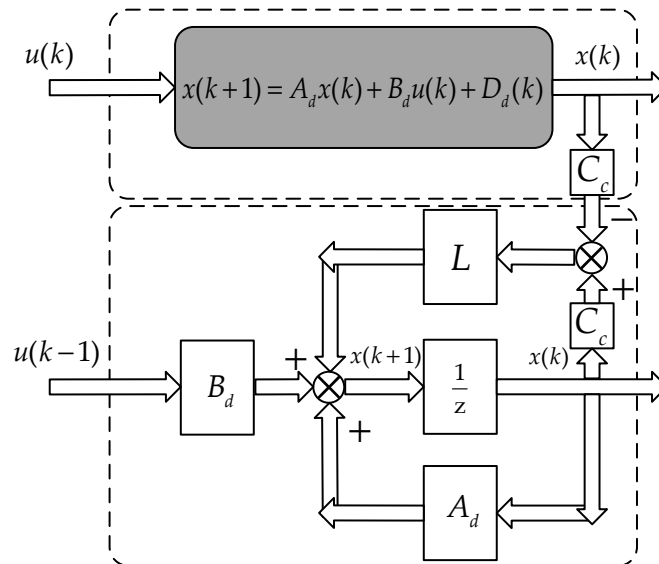 u(k)
x(k)
x(k+1) = A_d x(k) + B_d u(k) + D_d(k)
C_c
−
L
+
C_c
u(k−1)
B_d
+
x(k+1)
1/z
x(k)
+
A_d